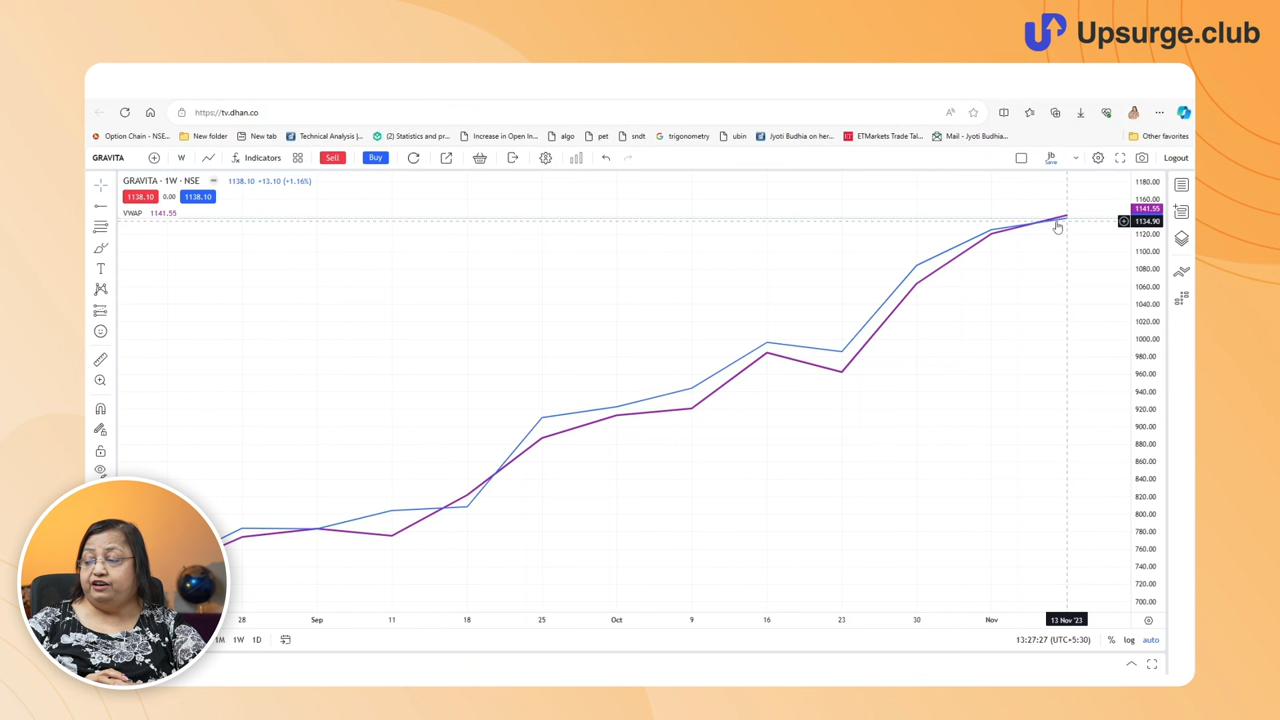 Upsurge.club
https://tv.dhan.co
Option Chain - NSE... New folder New tab Technical Analysis |... (2) Statistics and pr... Increase in Open In... algo pet sndt trigonometry ubin Jyoti Budhia on her... ETMarkets Trade Tal... Mail - Jyoti Budhia... Other favorites
GRAVITA W Indicators Sell Buy Jb Save Logout
GRAVITA · 1W · NSE 1138.10 +13.10 (+1.16%)
1138.10 0.00 1138.10
VWAP 1141.55
1180.00
1160.00
1141.55
1134.90
1120.00
1100.00
1080.00
1060.00
1040.00
1020.00
1000.00
980.00
960.00
940.00
920.00
900.00
880.00
860.00
840.00
820.00
800.00
780.00
760.00
740.00
720.00
700.00
28 Sep 11 18 25 Oct 9 16 23 30 Nov 13 Nov '23
1M 1W 1D 13:27:27 (UTC+5:30) % log auto